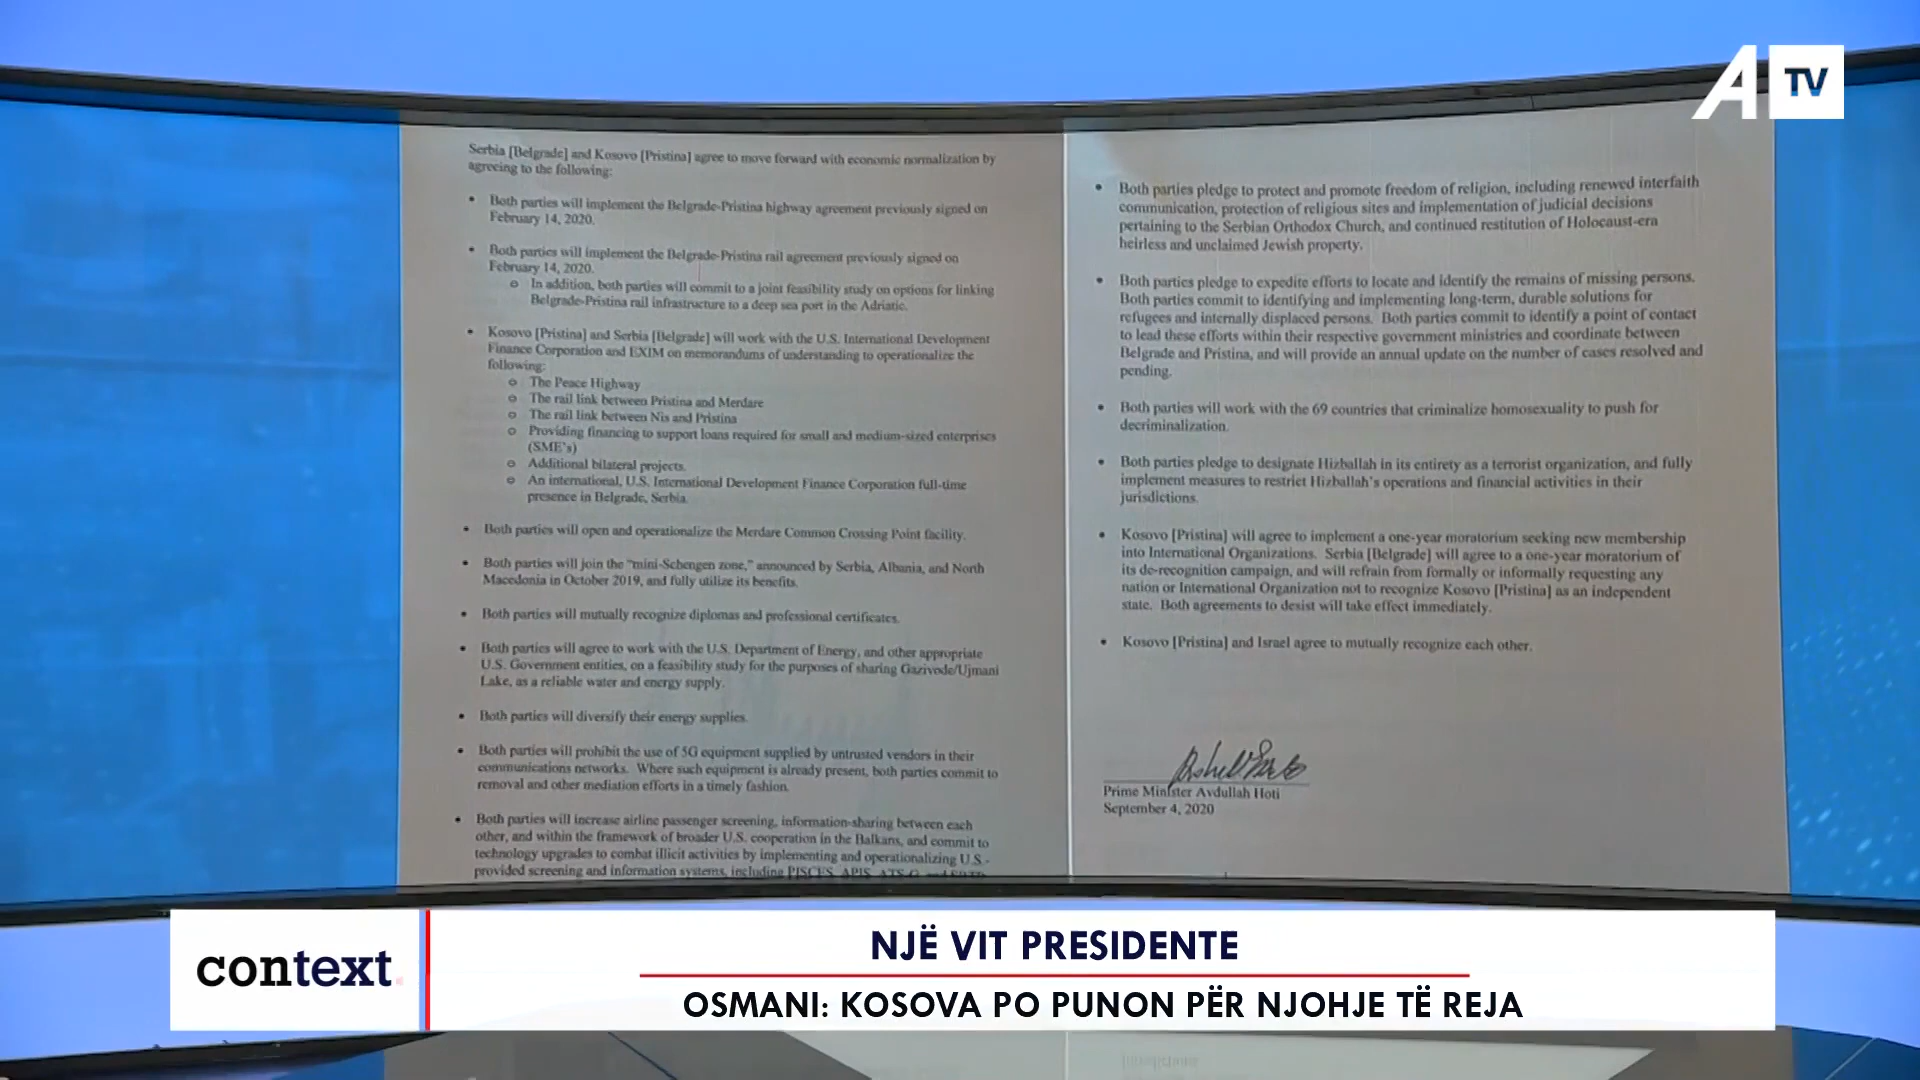 A TV
Serbia [Belgrade] and Kosovo [Pristina] agree to move forward with economic normalization by
agreeing to the following:
• Both parties will implement the Belgrade-Pristina highway agreement previously signed on
February 14, 2020.
• Both parties will implement the Belgrade-Pristina rail agreement previously signed on
February 14, 2020.
o In addition, both parties will commit to a joint feasibility study on options for linking
Belgrade-Pristina rail infrastructure to a deep sea port in the Adriatic.
• Kosovo [Pristina] and Serbia [Belgrade] will work with the U.S. International Development
Finance Corporation and EXIM on memorandums of understanding to operationalize the
following:
o The Peace Highway
o The rail link between Pristina and Merdare
o The rail link between Nis and Pristina
o Providing financing to support loans required for small and medium-sized enterprises
(SME's)
o Additional bilateral projects.
o An international, U.S. International Development Finance Corporation full-time
presence in Belgrade, Serbia.
• Both parties will open and operationalize the Merdare Common Crossing Point facility.
• Both parties will join the "mini-Schengen zone," announced by Serbia, Albania, and North
Macedonia in October 2019, and fully utilize its benefits.
• Both parties will mutually recognize diplomas and professional certificates.
• Both parties will agree to work with the U.S. Department of Energy, and other appropriate
U.S. Government entities, on a feasibility study for the purposes of sharing Gazivode/Ujmani
Lake, as a reliable water and energy supply.
• Both parties will diversify their energy supplies.
• Both parties will prohibit the use of 5G equipment supplied by untrusted vendors in their
communications networks. Where such equipment is already present, both parties commit to
removal and other mediation efforts in a timely fashion.
• Both parties will increase airline passenger screening, information-sharing between each
other, and within the framework of broader U.S. cooperation in the Balkans, and commit to
technology upgrades to combat illicit activities by implementing and operationalizing U.S.-
provided screening and information systems, including PISCES, APIS, ATS-G, and
• Both parties pledge to protect and promote freedom of religion, including renewed interfaith
communication, protection of religious sites and implementation of judicial decisions
pertaining to the Serbian Orthodox Church, and continued restitution of Holocaust-era
heirless and unclaimed Jewish property.
• Both parties pledge to expedite efforts to locate and identify the remains of missing persons.
Both parties commit to identifying and implementing long-term, durable solutions for
refugees and internally displaced persons. Both parties commit to identify a point of contact
to lead these efforts within their respective government ministries and coordinate between
Belgrade and Pristina, and will provide an annual update on the number of cases resolved and
pending.
• Both parties will work with the 69 countries that criminalize homosexuality to push for
decriminalization.
• Both parties pledge to designate Hizballah in its entirety as a terrorist organization, and fully
implement measures to restrict Hizballah's operations and financial activities in their
jurisdictions.
• Kosovo [Pristina] will agree to implement a one-year moratorium seeking new membership
into International Organizations. Serbia [Belgrade] will agree to a one-year moratorium of
its de-recognition campaign, and will refrain from formally or informally requesting any
nation or International Organization not to recognize Kosovo [Pristina] as an independent
state. Both agreements to desist will take effect immediately.
• Kosovo [Pristina] and Israel agree to mutually recognize each other.
Prime Minister Avdullah Hoti
September 4, 2020
context.
NJË VIT PRESIDENTE
OSMANI: KOSOVA PO PUNON PËR NJOHJE TË REJA